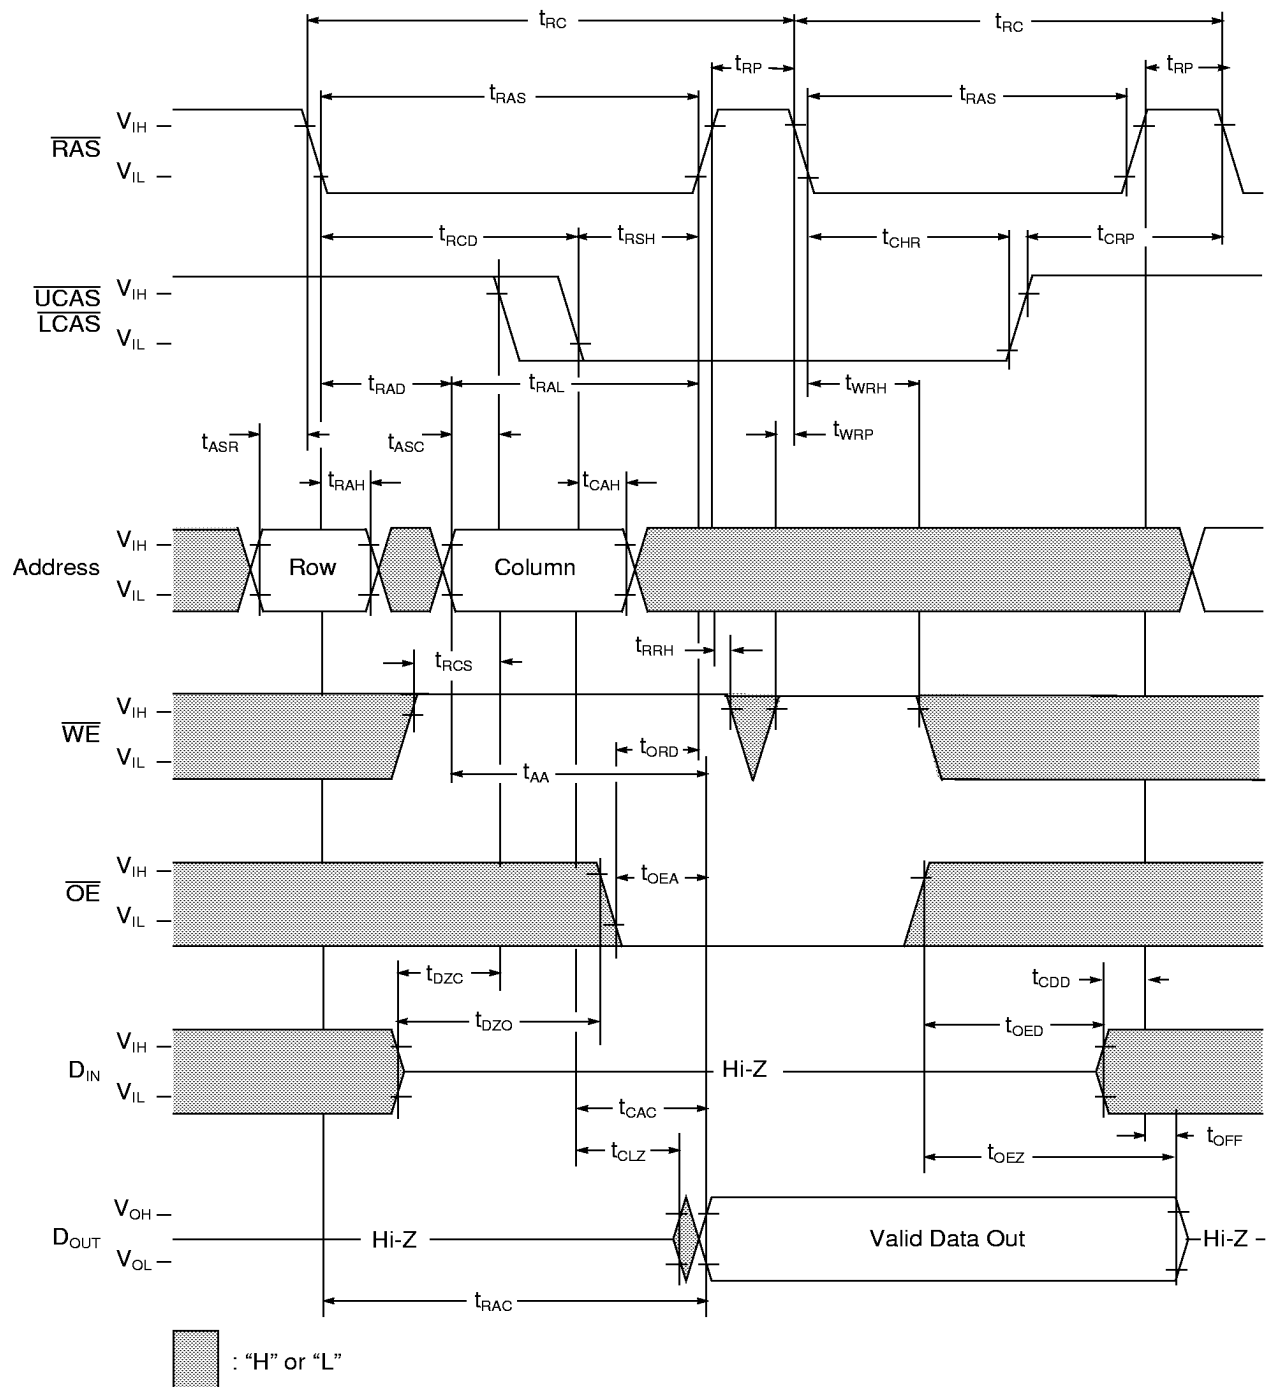 tRC tRC
tRP tRP
tRAS tRAS
VIH
RAS
VIL
tRCD tRSH tCHR tCRP
VIH
UCAS
LCAS
VIL
tRAD tRAL tWRH
tASR tASC tWRP
tRAH tCAH
VIH
Address Row Column
VIL
tRRH
tRCS
VIH
WE
VIL
tORD
tAA
VIH
OE tOEA
VIL
tDZC tCDD
tDZO tOED
VIH
DIN Hi-Z
VIL
tCAC
tCLZ tOEZ tOFF
VOH
DOUT Hi-Z Valid Data Out Hi-Z
VOL
tRAC
: “H” or “L”